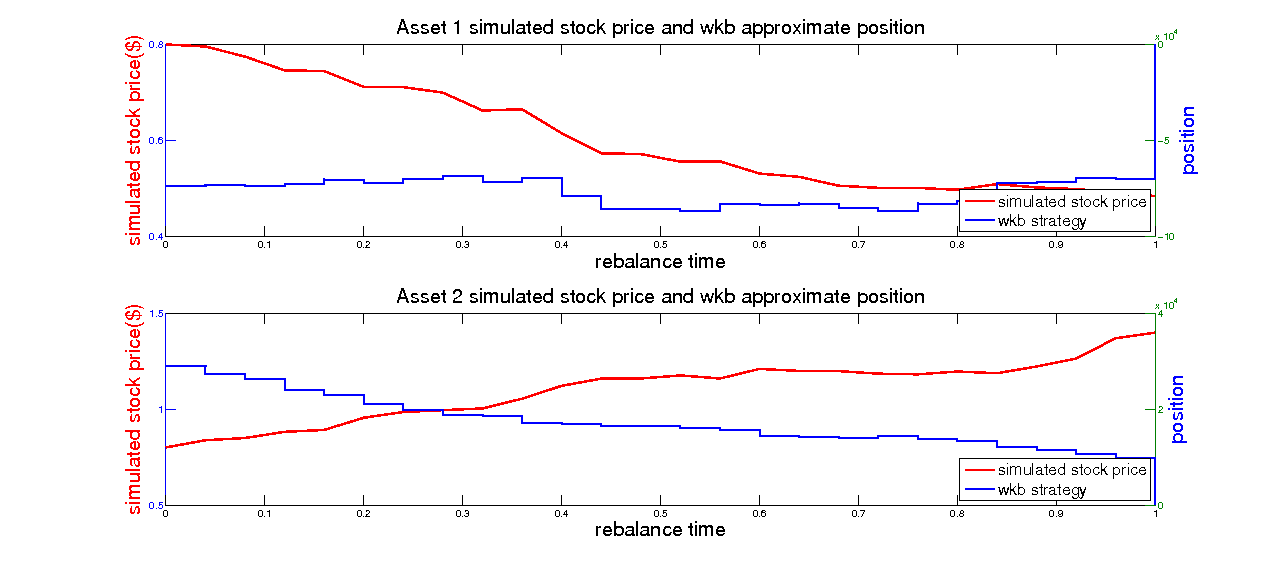 Asset 1 simulated stock price and wkb approximate position
x 10^4
simulated stock price($)
0.8
0.6
0.4
0
-5
-10
position
simulated stock price
wkb strategy
0 0.1 0.2 0.3 0.4 0.5 0.6 0.7 0.8 0.9 1
rebalance time
Asset 2 simulated stock price and wkb approximate position
x 10^4
simulated stock price($)
1.5
1
0.5
4
2
0
position
simulated stock price
wkb strategy
0 0.1 0.2 0.3 0.4 0.5 0.6 0.7 0.8 0.9 1
rebalance time